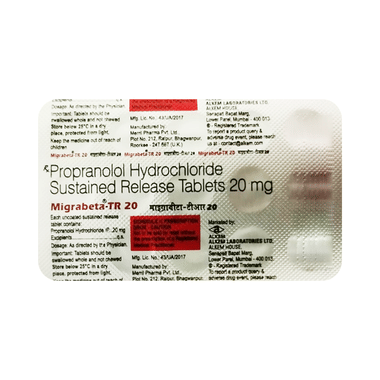 Dosage: As directed by the Physician.
Important: Tablets should be
swallowed whole and not chewed
Store below 25°C in a dry
place, protected from light.
Keep the medicine out of reach of
children
Migrabeta-TR 20 माइग्राबीटा-टीआर 20
Mfg. Lic. No.: 43/UA/2017
Manufactured by:
Merril Pharma Pvt. Ltd.
Plot No. 212, Raipur, Bhagwanpur,
Roorkee - 247 667 (U.K.)
ALKEM
ALKEM LABORATORIES LTD.
ALKEM HOUSE,
Senapati Bapat Marg,
Lower Parel, Mumbai - 400 013.
® - Registered Trademark
To report a product query &
adverse drug event, please reach
us at contact@alkem.com
Propranolol Hydrochloride
Sustained Release Tablets 20 mg
Migrabeta®-TR 20 माइग्राबीटा-टीआर 20
Each uncoated sustained release
tablet contains:
Propranolol Hydrochloride IP. 20 mg
Excipients q.s.
Dosage: As directed by the Physician.
Important: Tablets should be
swallowed whole and not chewed
Store below 25°C in a dry
place, protected from light.
Mfg. Lic. No.: 43/UA/2017
Manufactured by:
Merril Pharma Pvt. Ltd.
Plot No. 212, Raipur, Bhagwanpur,
Marketed by:
ALKEM
ALKEM LABORATORIES LTD.
ALKEM HOUSE,
Senapati Bapat Marg,
Lower Parel, Mumbai - 400 013.
® - Registered Trademark
To report a product query &
adverse drug event, please reach